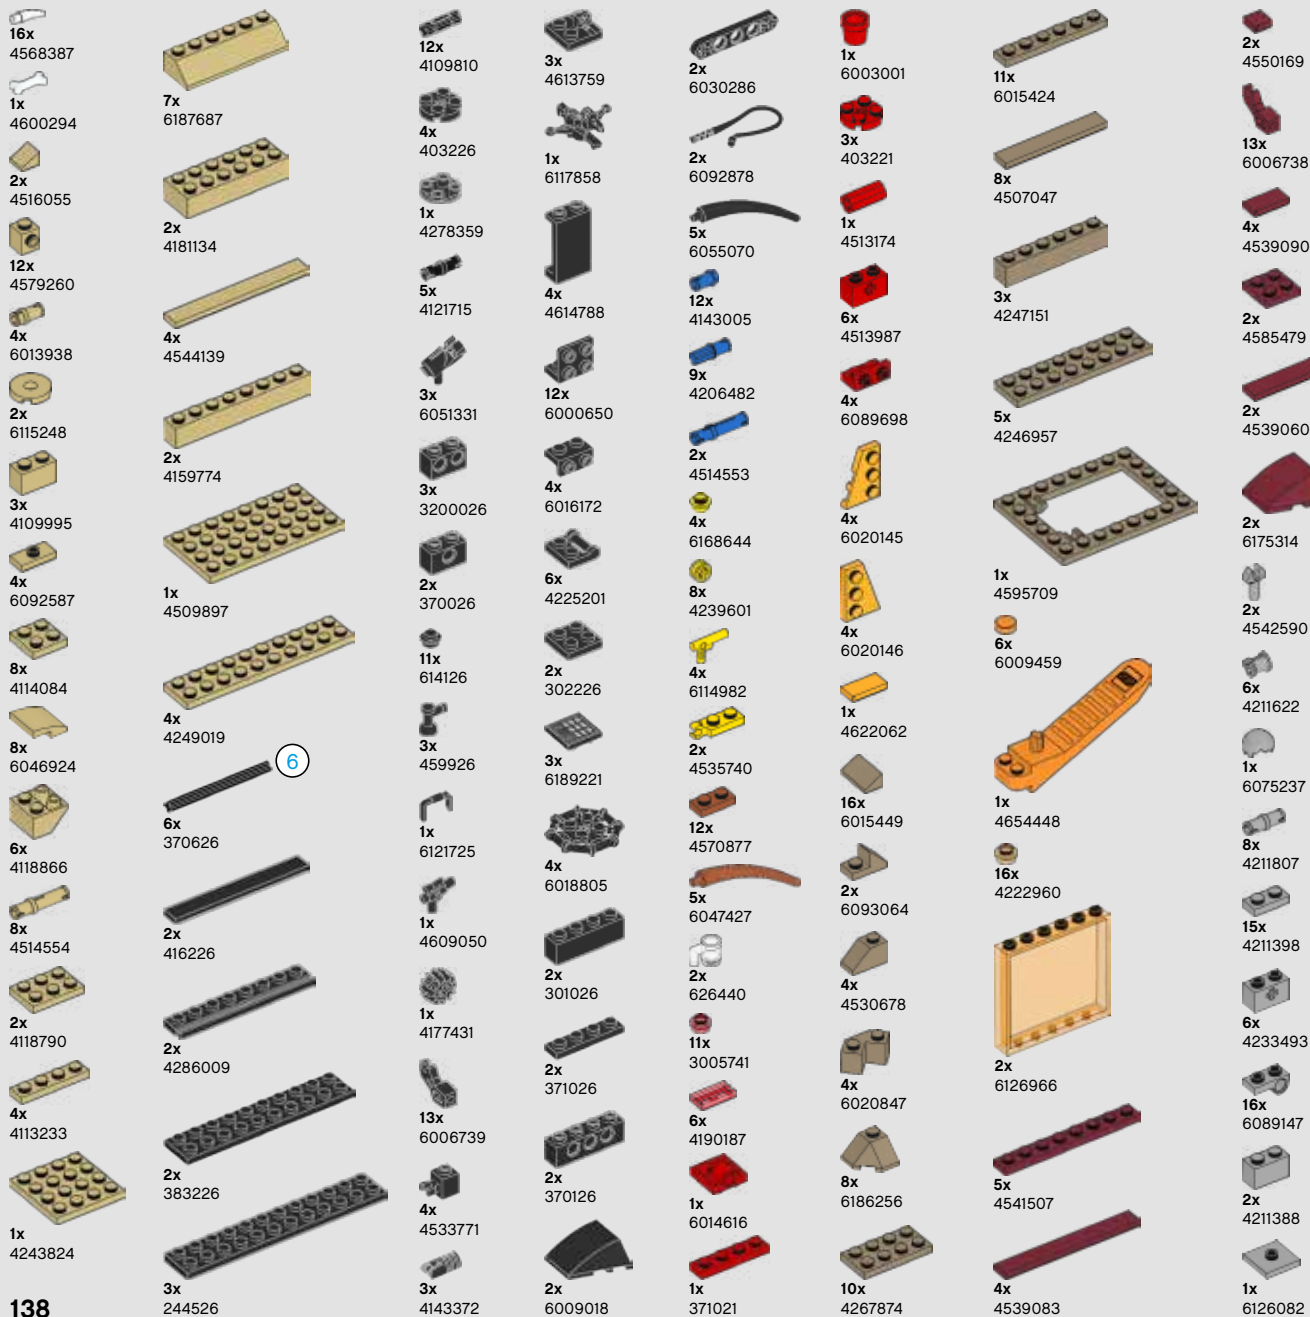 16x
4568387
1x
4600294
2x
4516055
12x
4579260
4x
6013938
2x
6115248
3x
4109995
4x
6092587
8x
4114084
8x
6046924
6x
4118866
8x
4514554
2x
4118790
4x
4113233
1x
4243824
138
7x
6187687
2x
4181134
4x
4544139
2x
4159774
1x
4509897
4x
4249019
6
6x
370626
2x
416226
2x
4286009
2x
383226
3x
244526
12x
4109810
4x
403226
1x
4278359
5x
4121715
3x
6051331
3x
3200026
2x
370026
11x
614126
3x
459926
1x
6121725
1x
4609050
1x
4177431
13x
6006739
4x
4533771
3x
4143372
3x
4613759
1x
6117858
4x
4614788
12x
6000650
4x
6016172
6x
4225201
2x
302226
3x
6189221
4x
6018805
2x
301026
2x
371026
2x
370126
2x
6009018
2x
6030286
2x
6092878
5x
6055070
12x
4143005
9x
4206482
2x
4514553
4x
6168644
8x
4239601
4x
6114982
2x
4535740
12x
4570877
5x
6047427
2x
626440
11x
3005741
6x
4190187
1x
6014616
1x
371021
1x
6003001
3x
403221
1x
4513174
6x
4513987
4x
6089698
4x
6020145
4x
6020146
1x
4622062
16x
6015449
2x
6093064
4x
4530678
4x
6020847
8x
6186256
10x
4267874
11x
6015424
8x
4507047
3x
4247151
5x
4246957
1x
4595709
6x
6009459
1x
4654448
16x
4222960
2x
6126966
5x
4541507
4x
4539083
2x
4550169
13x
6006738
4x
4539090
2x
4585479
2x
4539060
2x
6175314
2x
4542590
6x
4211622
1x
6075237
8x
4211807
15x
4211398
6x
4233493
16x
6089147
2x
4211388
1x
6126082